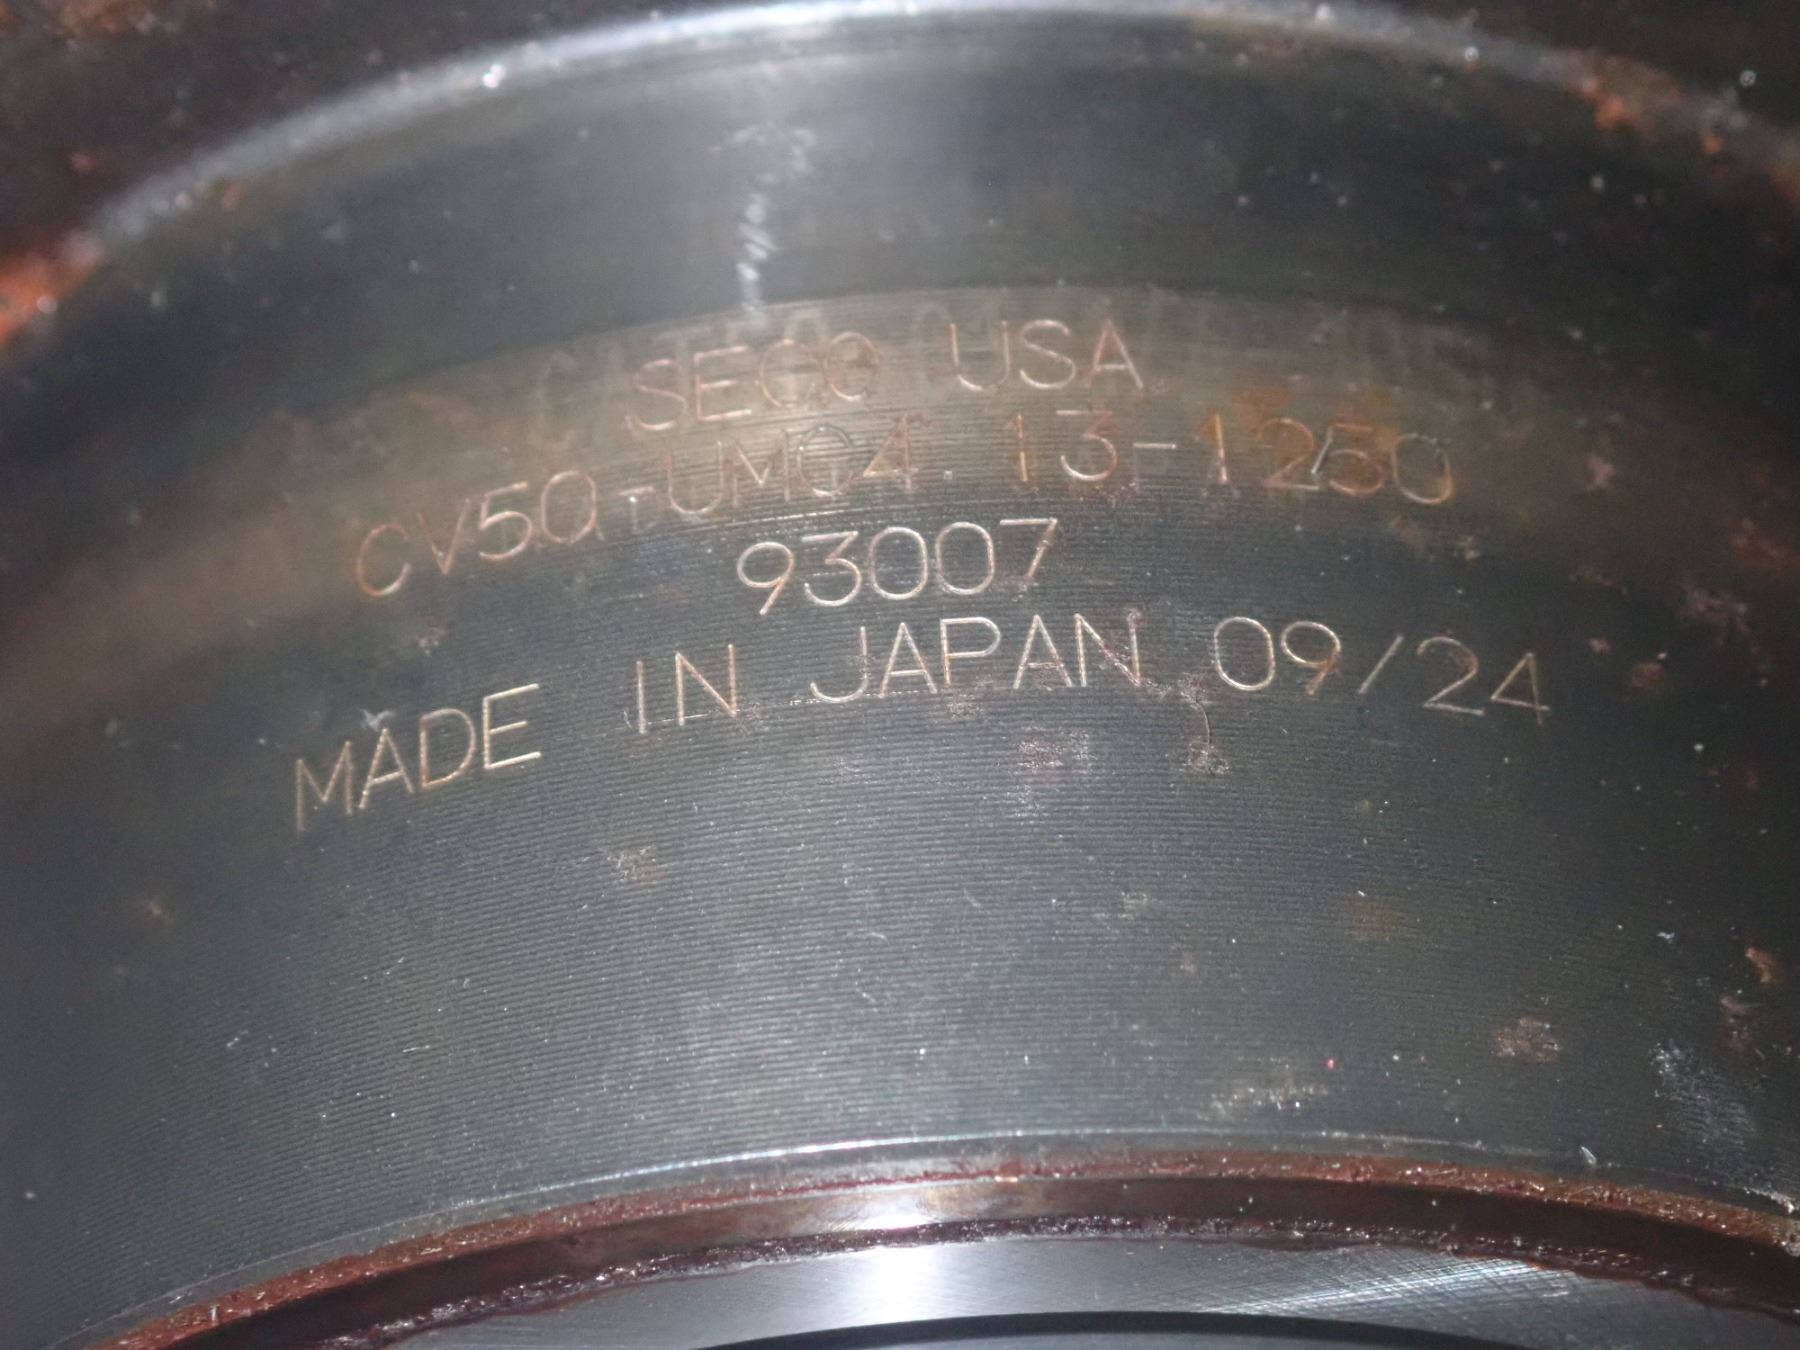 SECO USA
CV50-UMC4.13-1250
93007
MADE IN JAPAN 09/24